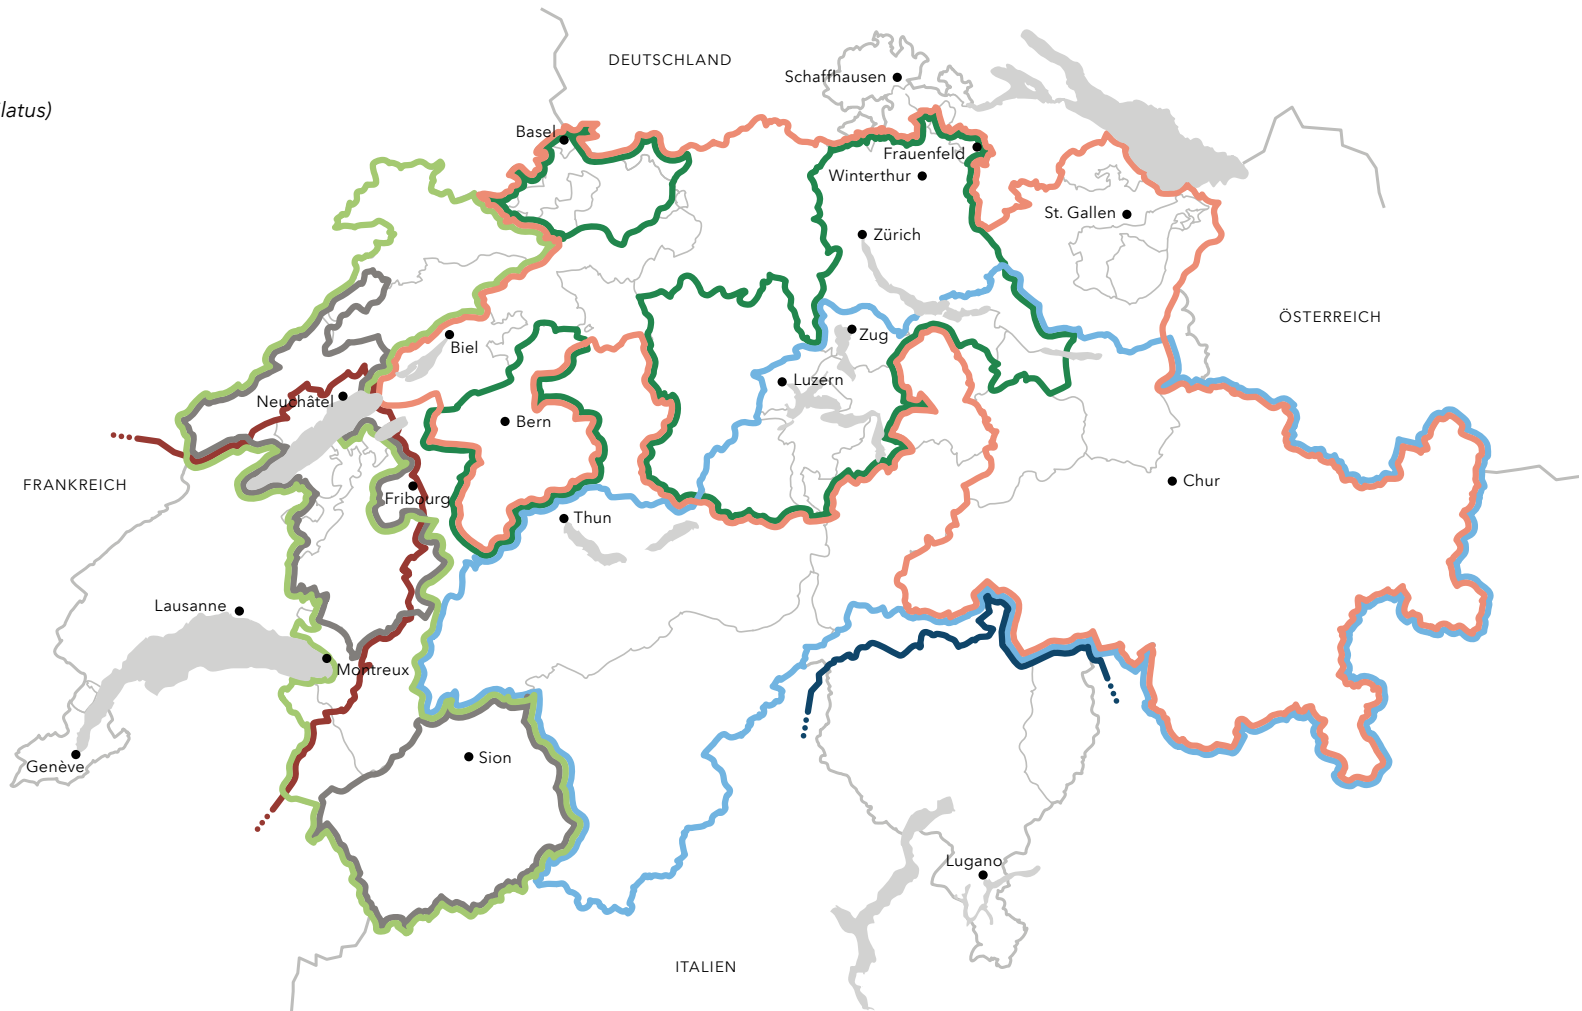 DEUTSCHLAND
Schaffhausen
latus)
Basel
Frauenfeld
Winterthur
St. Gallen
Zürich
ÖSTERREICH
Zug
Biel
Luzern
Neuchâtel
Bern
FRANKREICH
Chur
Fribourg
Thun
Lausanne
Montreux
Sion
Genève
Lugano
ITALIEN